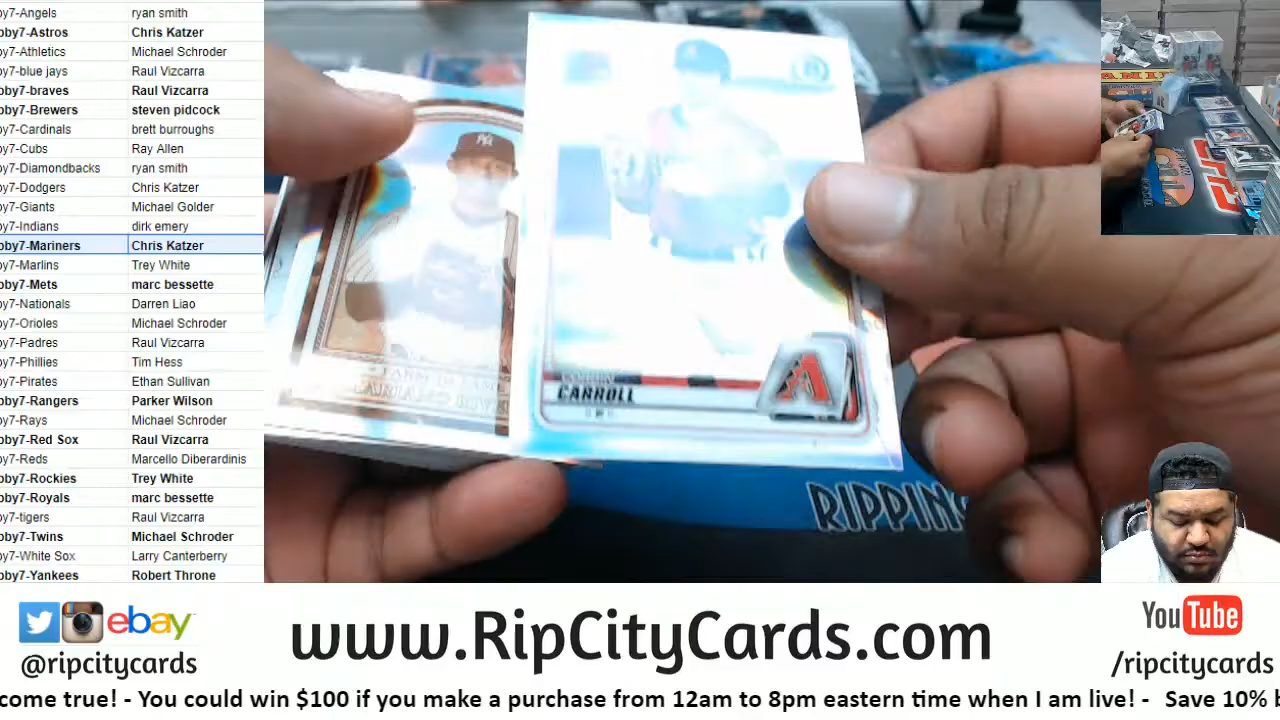 by7-Angels ryan smith
bby7-Astros Chris Katzer
by7-Athletics Michael Schroder
by7-blue jays Raul Vizcarra
bby7-braves Raul Vizcarra
bby7-Brewers steven pidcock
by7-Cardinals brett burroughs
by7-Cubs Ray Allen
by7-Diamondbacks ryan smith
by7-Dodgers Chris Katzer
by7-Giants Michael Golder
by7-Indians dirk emery
bby7-Mariners Chris Katzer
by7-Marlins Trey White
by7-Mets marc bessette
by7-Nationals Darren Liao
by7-Orioles Michael Schroder
by7-Padres Raul Vizcarra
by7-Phillies Tim Hess
by7-Pirates Ethan Sullivan
by7-Rangers Parker Wilson
by7-Rays Michael Schroder
by7-Red Sox Raul Vizcarra
by7-Reds Marcello Diberardinis
by7-Rockies Trey White
by7-Royals marc bessette
by7-tigers Raul Vizcarra
by7-Twins Michael Schroder
by7-White Sox Larry Canterberry
by7-Yankees Robert Throne
CARROLL
A
RIPPIN
ebay
@ripcitycards
www.RipCityCards.com
YouTube
/ripcitycards
come true! - You could win $100 if you make a purchase from 12am to 8pm eastern time when I am live! - Save 10% b